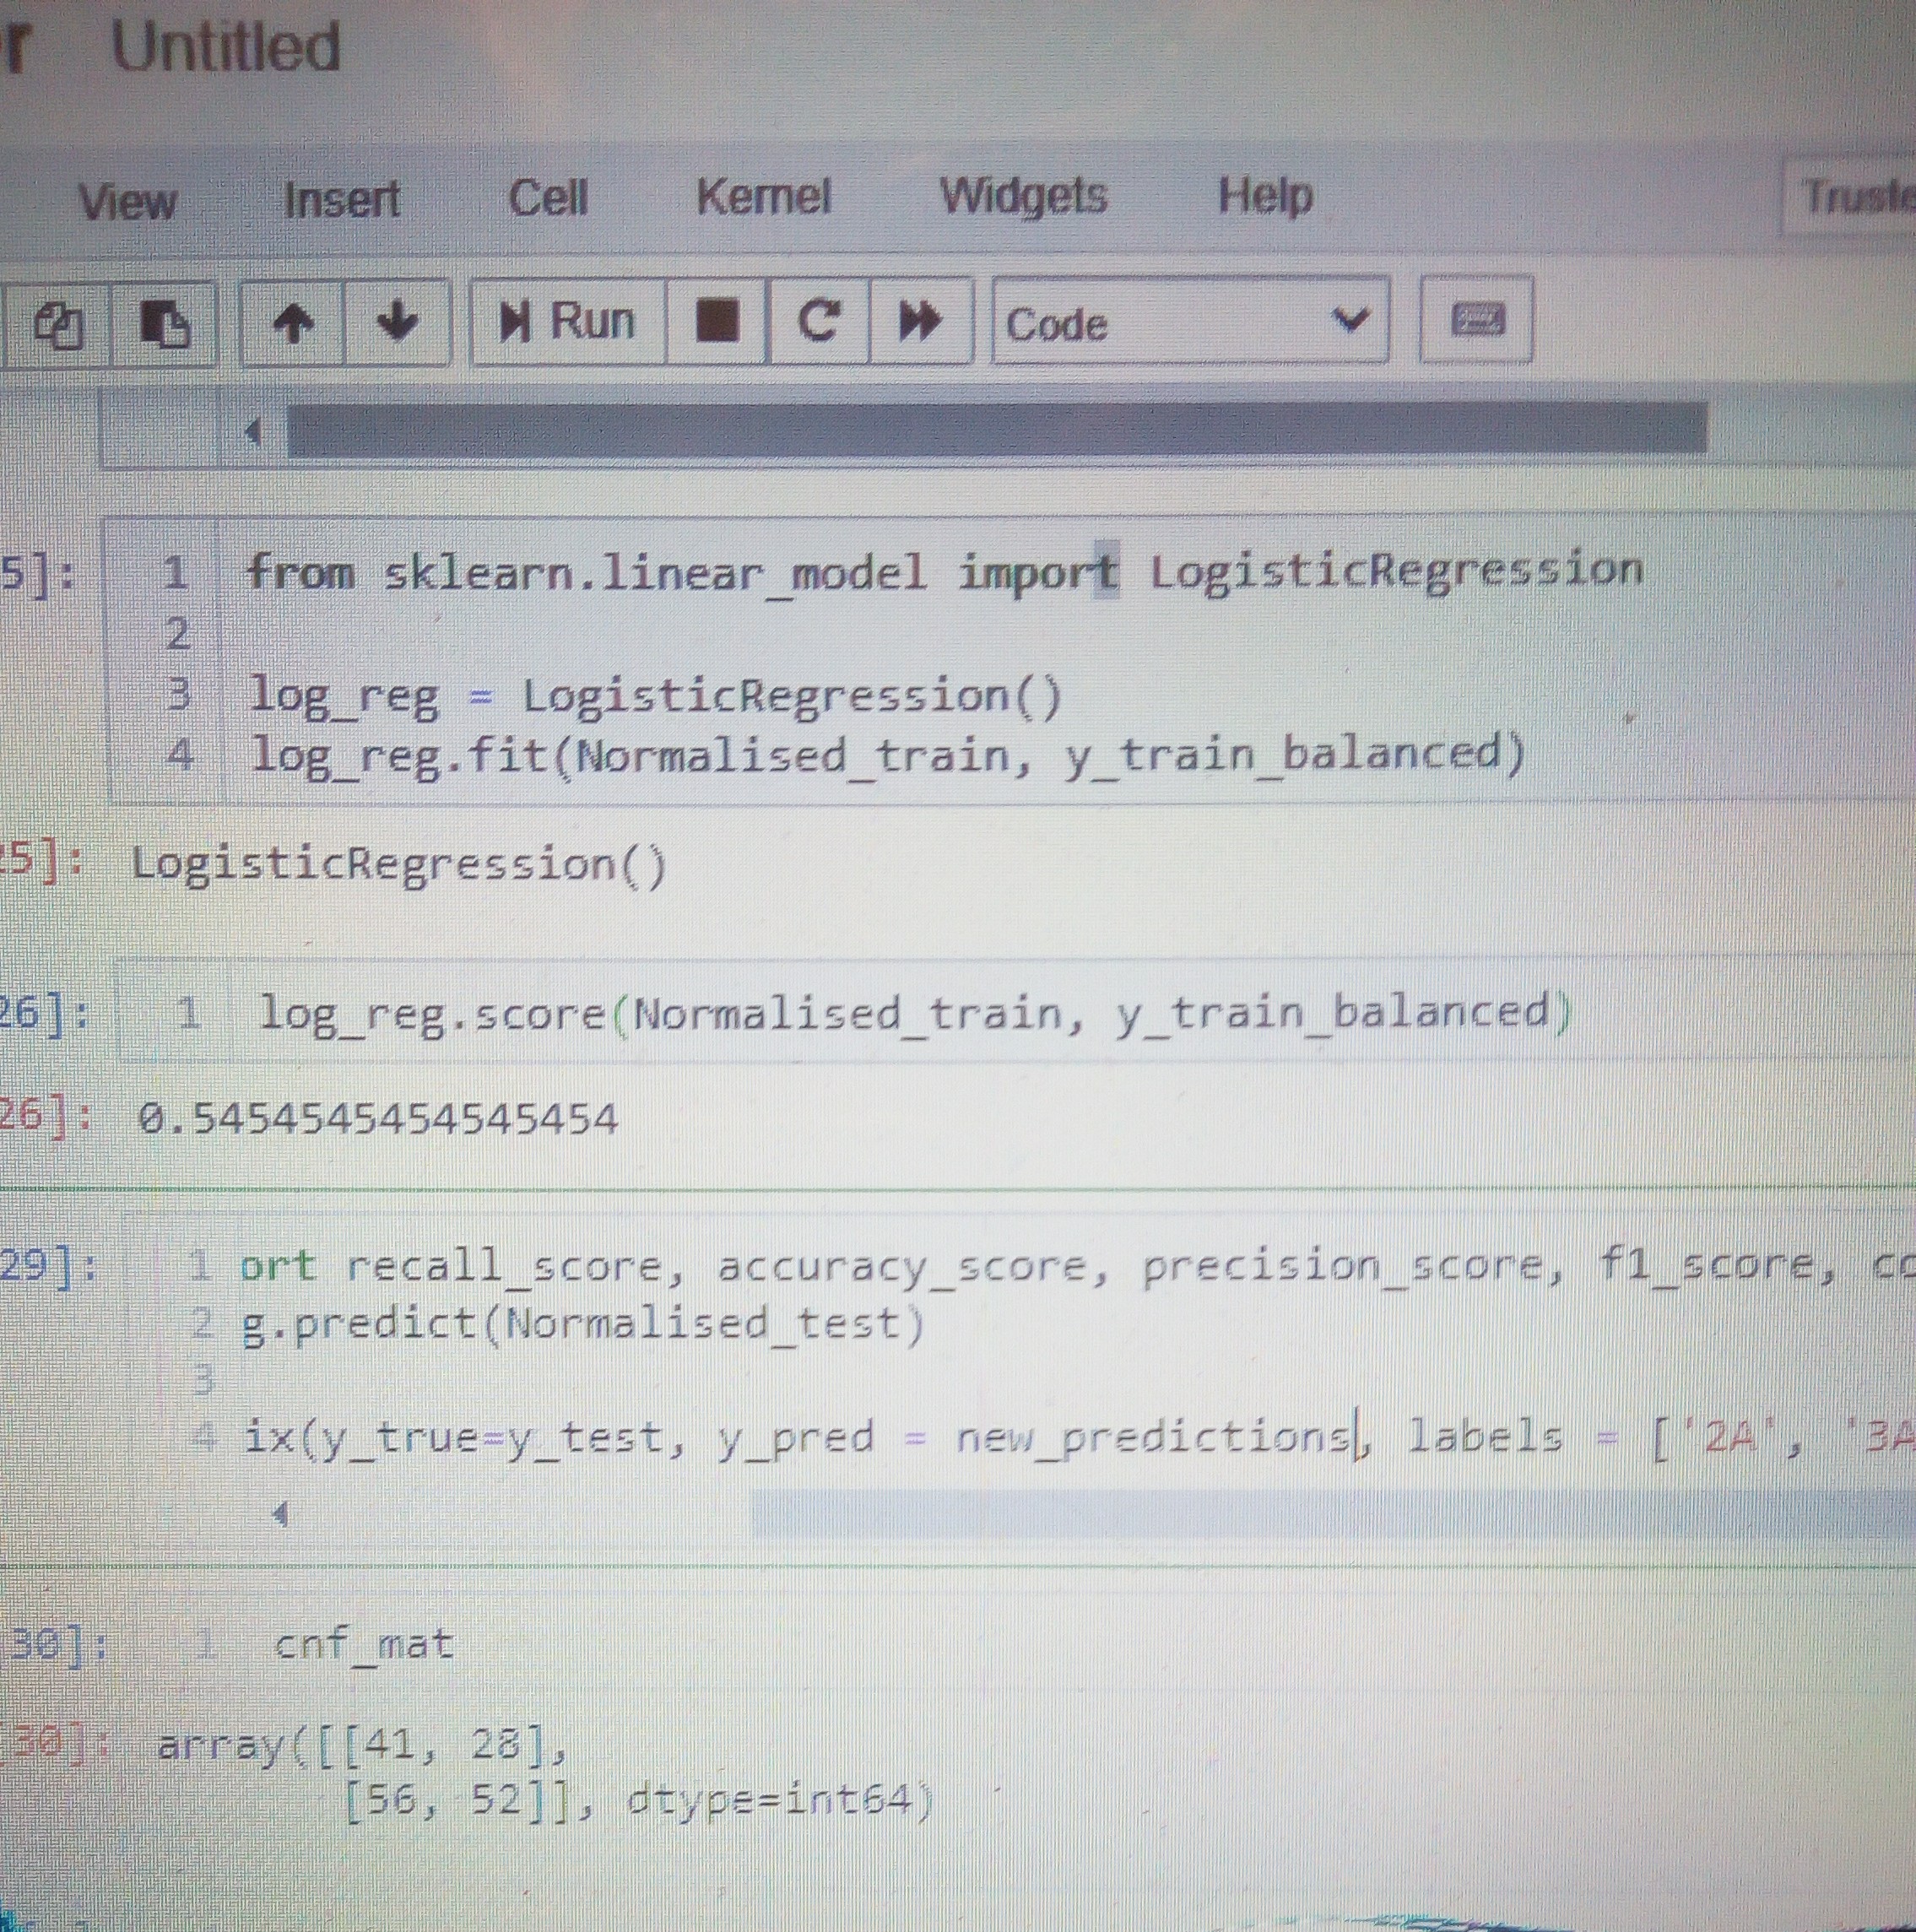 r Untitled
View Insert Cell Kernel Widgets Help Truste
Run Code
5]: 1 from sklearn.linear_model import LogisticRegression
2
3 log_reg = LogisticRegression()
4 log_reg.fit(Normalised_train, y_train_balanced)
5]: LogisticRegression()
26]: 1 log_reg.score(Normalised_train, y_train_balanced)
26]: 0.5454545454545454
29]: 1 ort recall_score, accuracy_score, precision_score, f1_score, co
2 g.predict(Normalised_test)
3
4 ix(y_true=y_test, y_pred = new_predictions, labels = ['2A', '3A
30]: 1 cnf_mat
30]: array([[41, 28],
[56, 52]], dtype=int64)